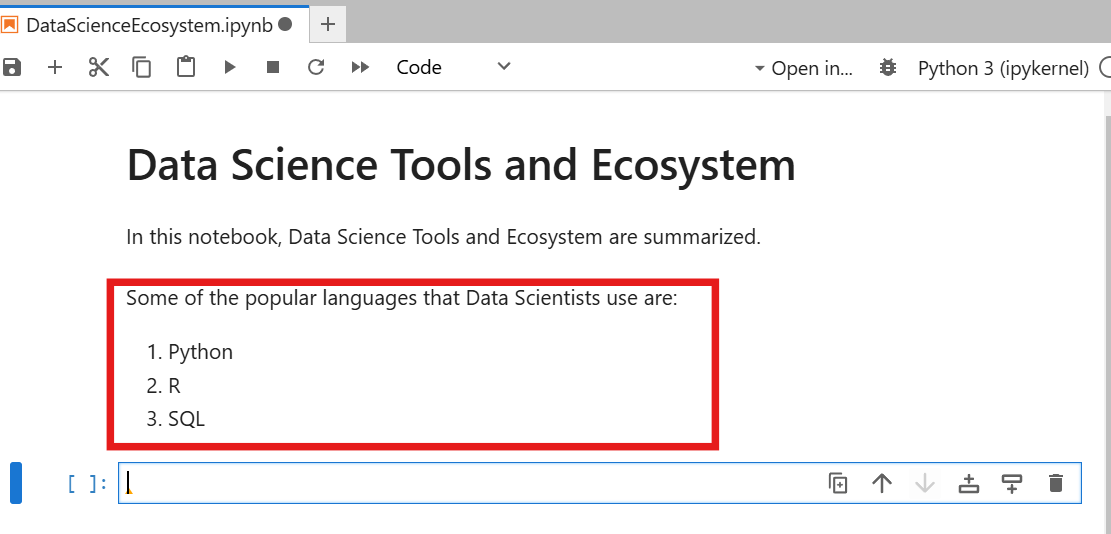 DataScienceEcosystem.ipynb
Code
Open in...
Python 3 (ipykernel)
Data Science Tools and Ecosystem
In this notebook, Data Science Tools and Ecosystem are summarized.
Some of the popular languages that Data Scientists use are:
1. Python
2. R
3. SQL
[ ]: